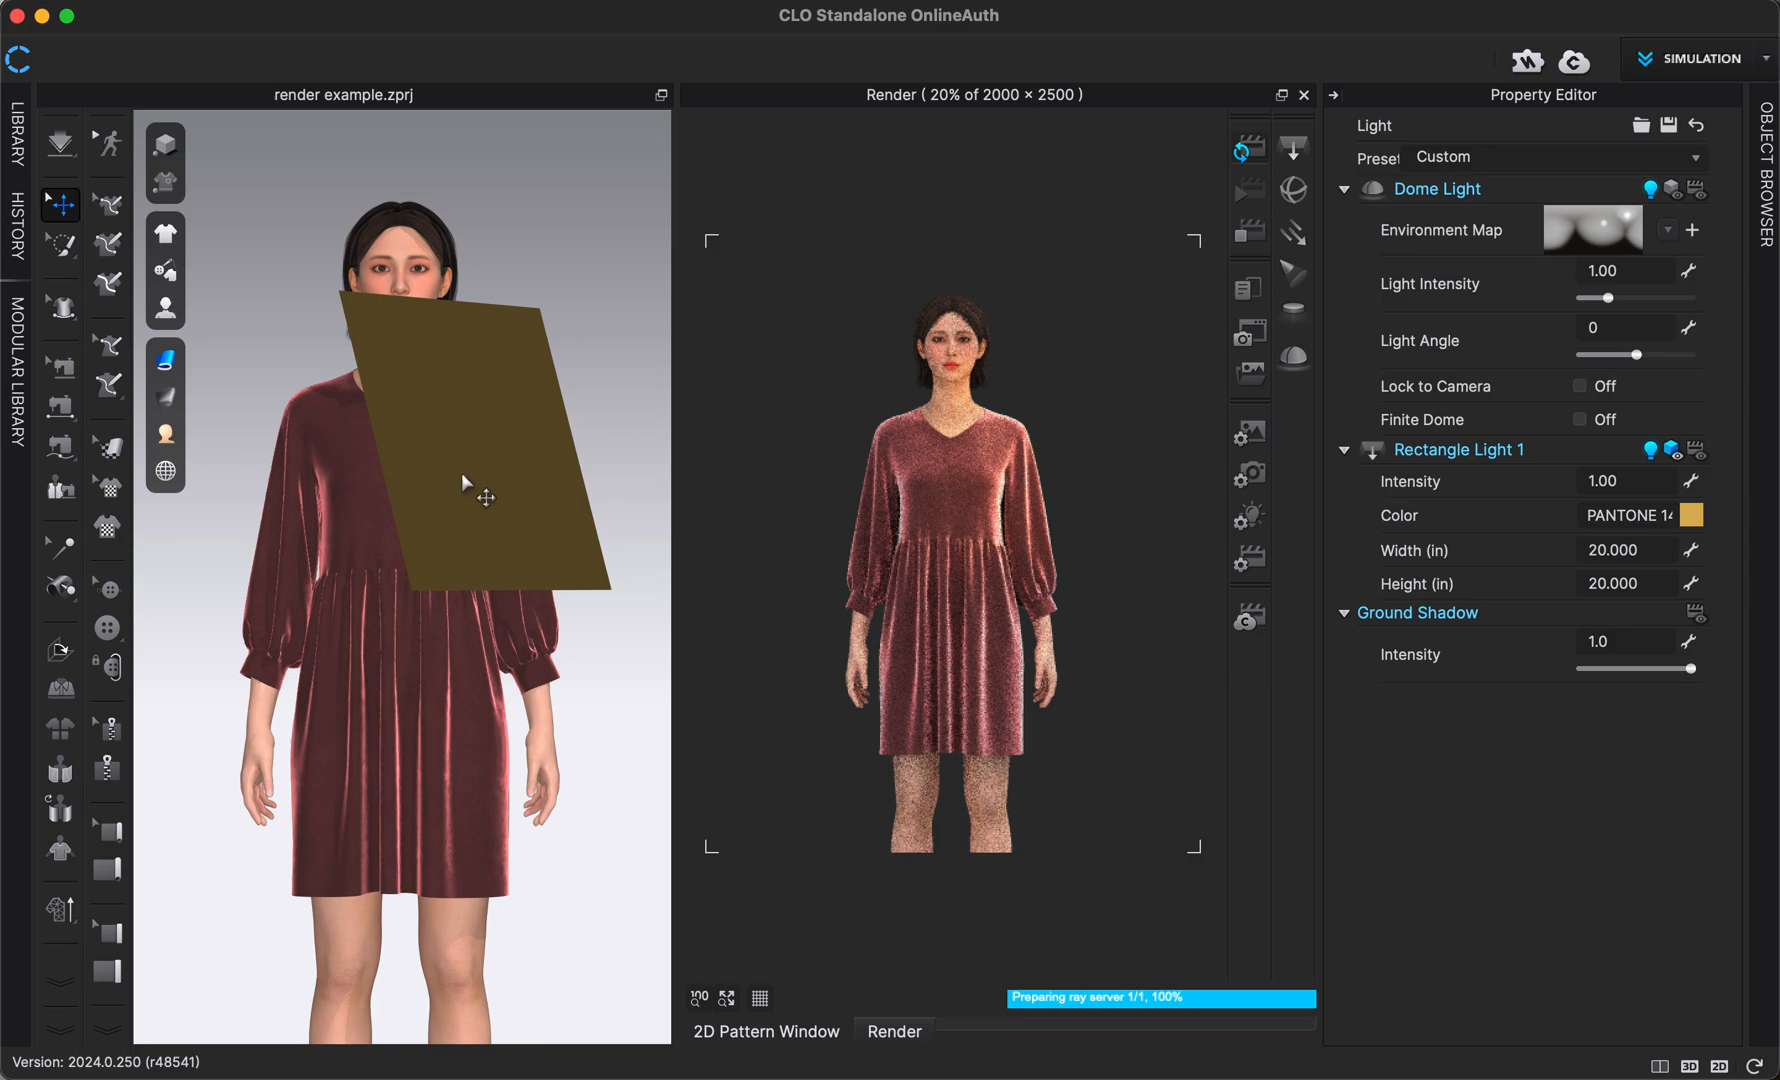 CLO Standalone OnlineAuth
SIMULATION
LIBRARY
HISTORY
MODULAR LIBRARY
render example.zprj
Render ( 20% of 2000 × 2500 )
Property Editor
OBJECT BROWSER
Light
Preset
Custom
Dome Light
Environment Map
Light Intensity
1.00
Light Angle
0
Lock to Camera
Off
Finite Dome
Off
Rectangle Light 1
Intensity
1.00
Color
PANTONE 14
Width (in)
20.000
Height (in)
20.000
Ground Shadow
Intensity
1.0
100
Preparing ray server 1/1, 100%
2D Pattern Window
Render
Version: 2024.0.250 (r48541)
3D
2D